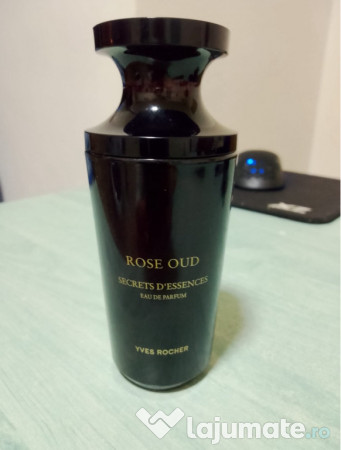 ROSE OUD
SECRETS D'ESSENCES
EAU DE PARFUM
YVES ROCHER
lajumate.ro